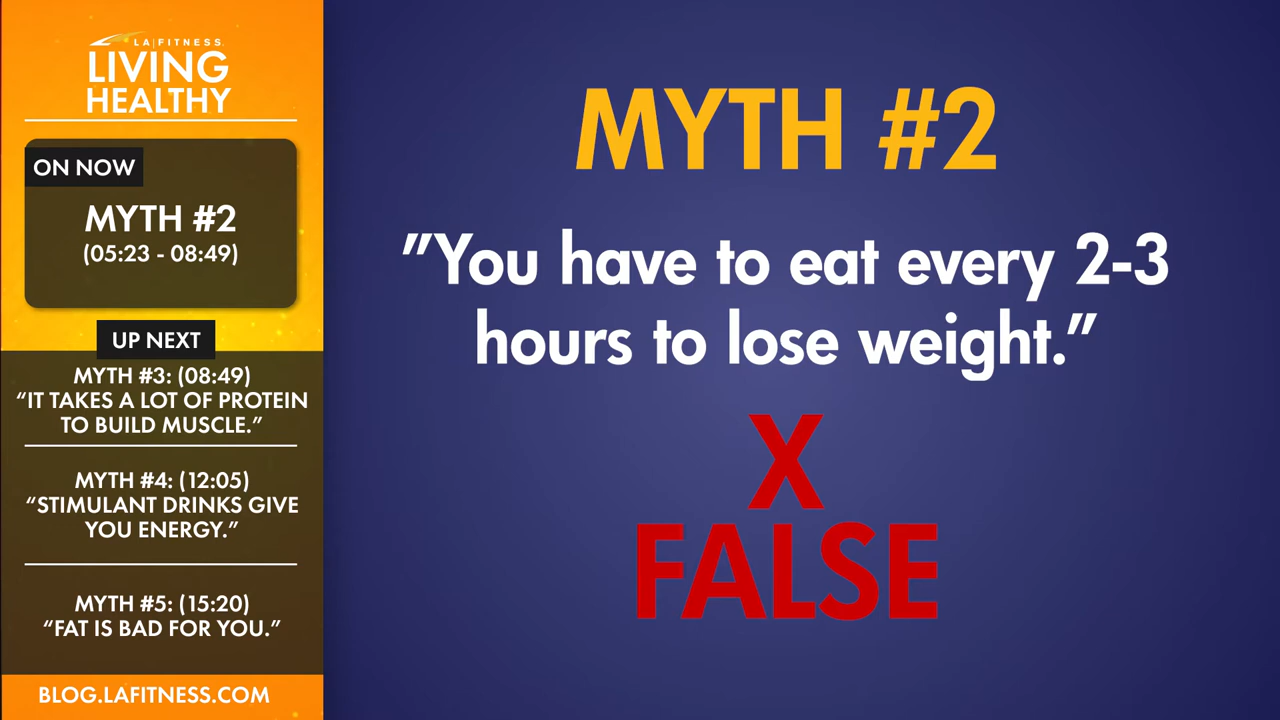 LA|FITNESS.
LIVING
HEALTHY
ON NOW
MYTH #2
(05:23 - 08:49)
UP NEXT
MYTH #3: (08:49)
“IT TAKES A LOT OF PROTEIN
TO BUILD MUSCLE.”
MYTH #4: (12:05)
“STIMULANT DRINKS GIVE
YOU ENERGY.”
MYTH #5: (15:20)
“FAT IS BAD FOR YOU.”
BLOG.LAFITNESS.COM
MYTH #2
”You have to eat every 2-3
hours to lose weight.”
X
FALSE